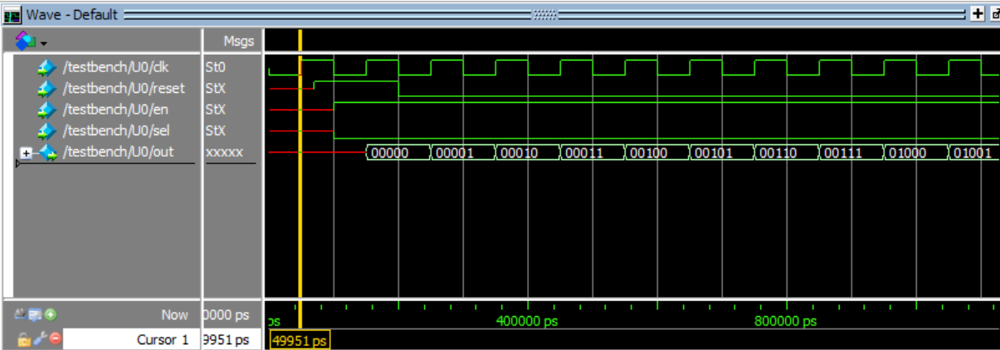 Wave - Default
Msgs
/testbench/U0/clk St0
/testbench/U0/reset StX
/testbench/U0/en StX
/testbench/U0/sel StX
/testbench/U0/out xxxxx 00000 00001 00010 00011 00100 00101 00110 00111 01000 01001
Now 0000 ps ps 400000 ps 800000 ps
Cursor 1 9951 ps 49951 ps